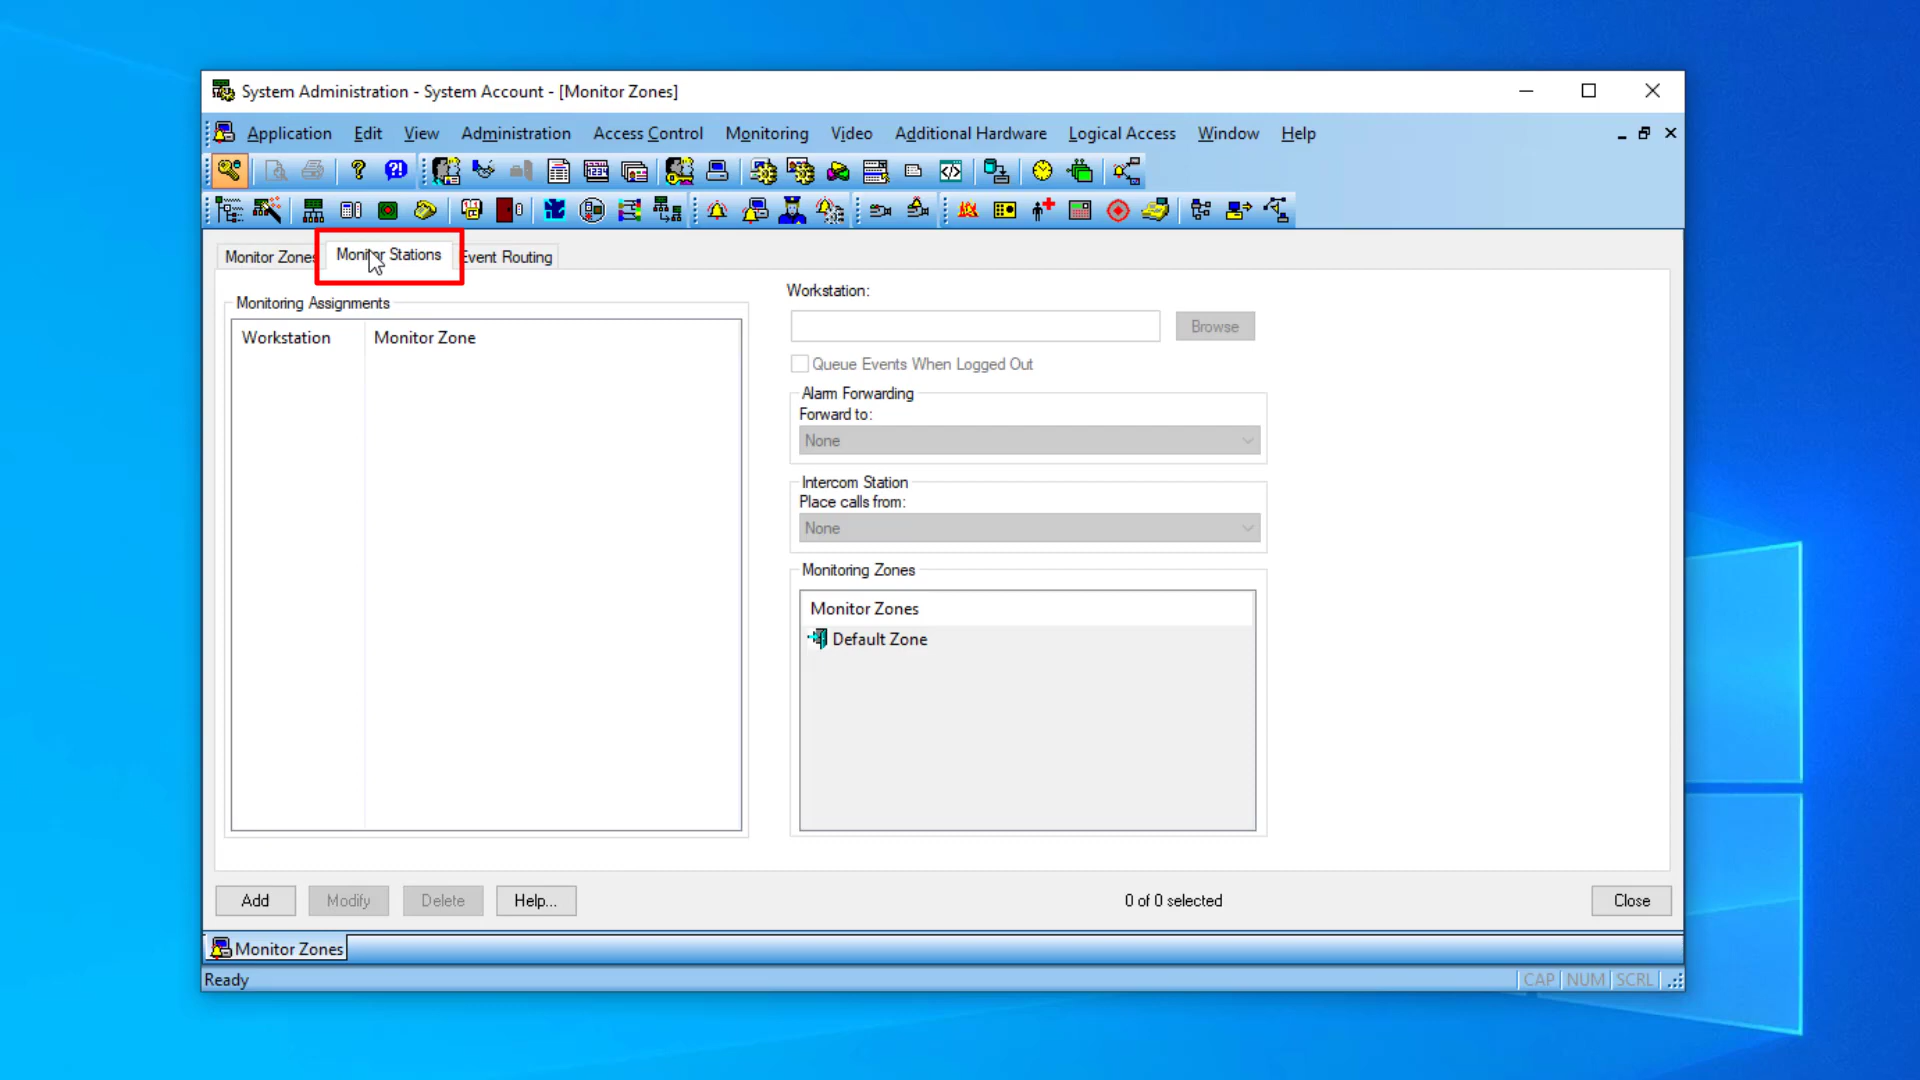 System Administration - System Account - [Monitor Zones]
Application Edit View Administration Access Control Monitoring Video Additional Hardware Logical Access Window Help
Monitor Zones Monitor Stations Event Routing
Monitoring Assignments
Workstation Monitor Zone
Workstation:
Browse
Queue Events When Logged Out
Alarm Forwarding
Forward to:
None
Intercom Station
Place calls from:
None
Monitoring Zones
Monitor Zones
Default Zone
Add Modify Delete Help... 0 of 0 selected Close
Monitor Zones
Ready CAP NUM SCRL